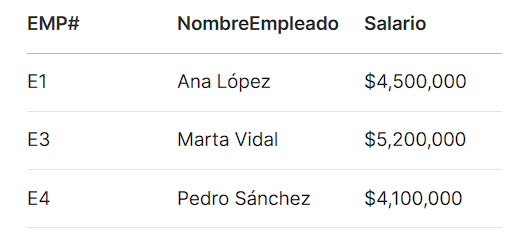 EMP# NombreEmpleado Salario
E1 Ana López $4,500,000
E3 Marta Vidal $5,200,000
E4 Pedro Sánchez $4,100,000